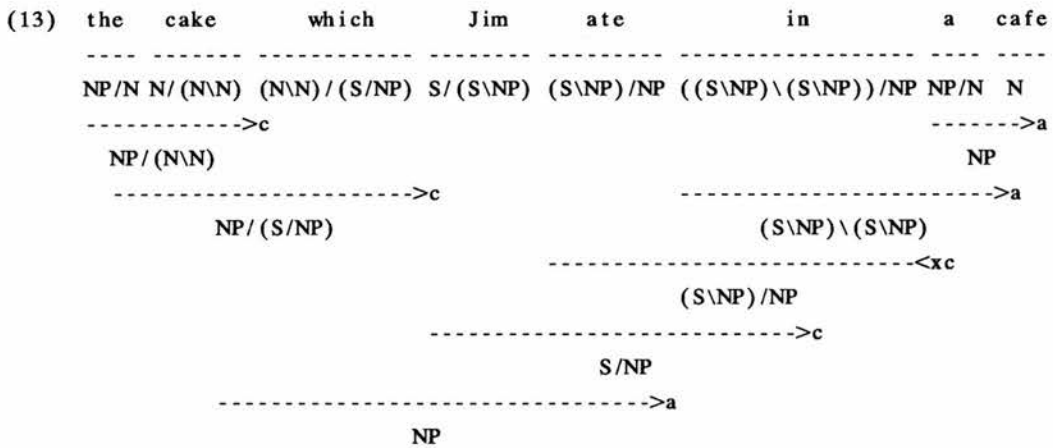 (13) the cake which Jim ate in a cafe
---- ------- ------------- -------- --------- ------------------ ---- ----
NP/N N/(N\N) (N\N)/(S/NP) S/(S\NP) (S\NP)/NP ((S\NP)\(S\NP))/NP NP/N N
------------>c ------->a
NP/(N\N) NP
----------------------->c ------------------------>a
NP/(S/NP) (S\NP)\(S\NP)
----------------------------<xc
(S\NP)/NP
---------------------------->c
S/NP
--------------------------------->a
NP